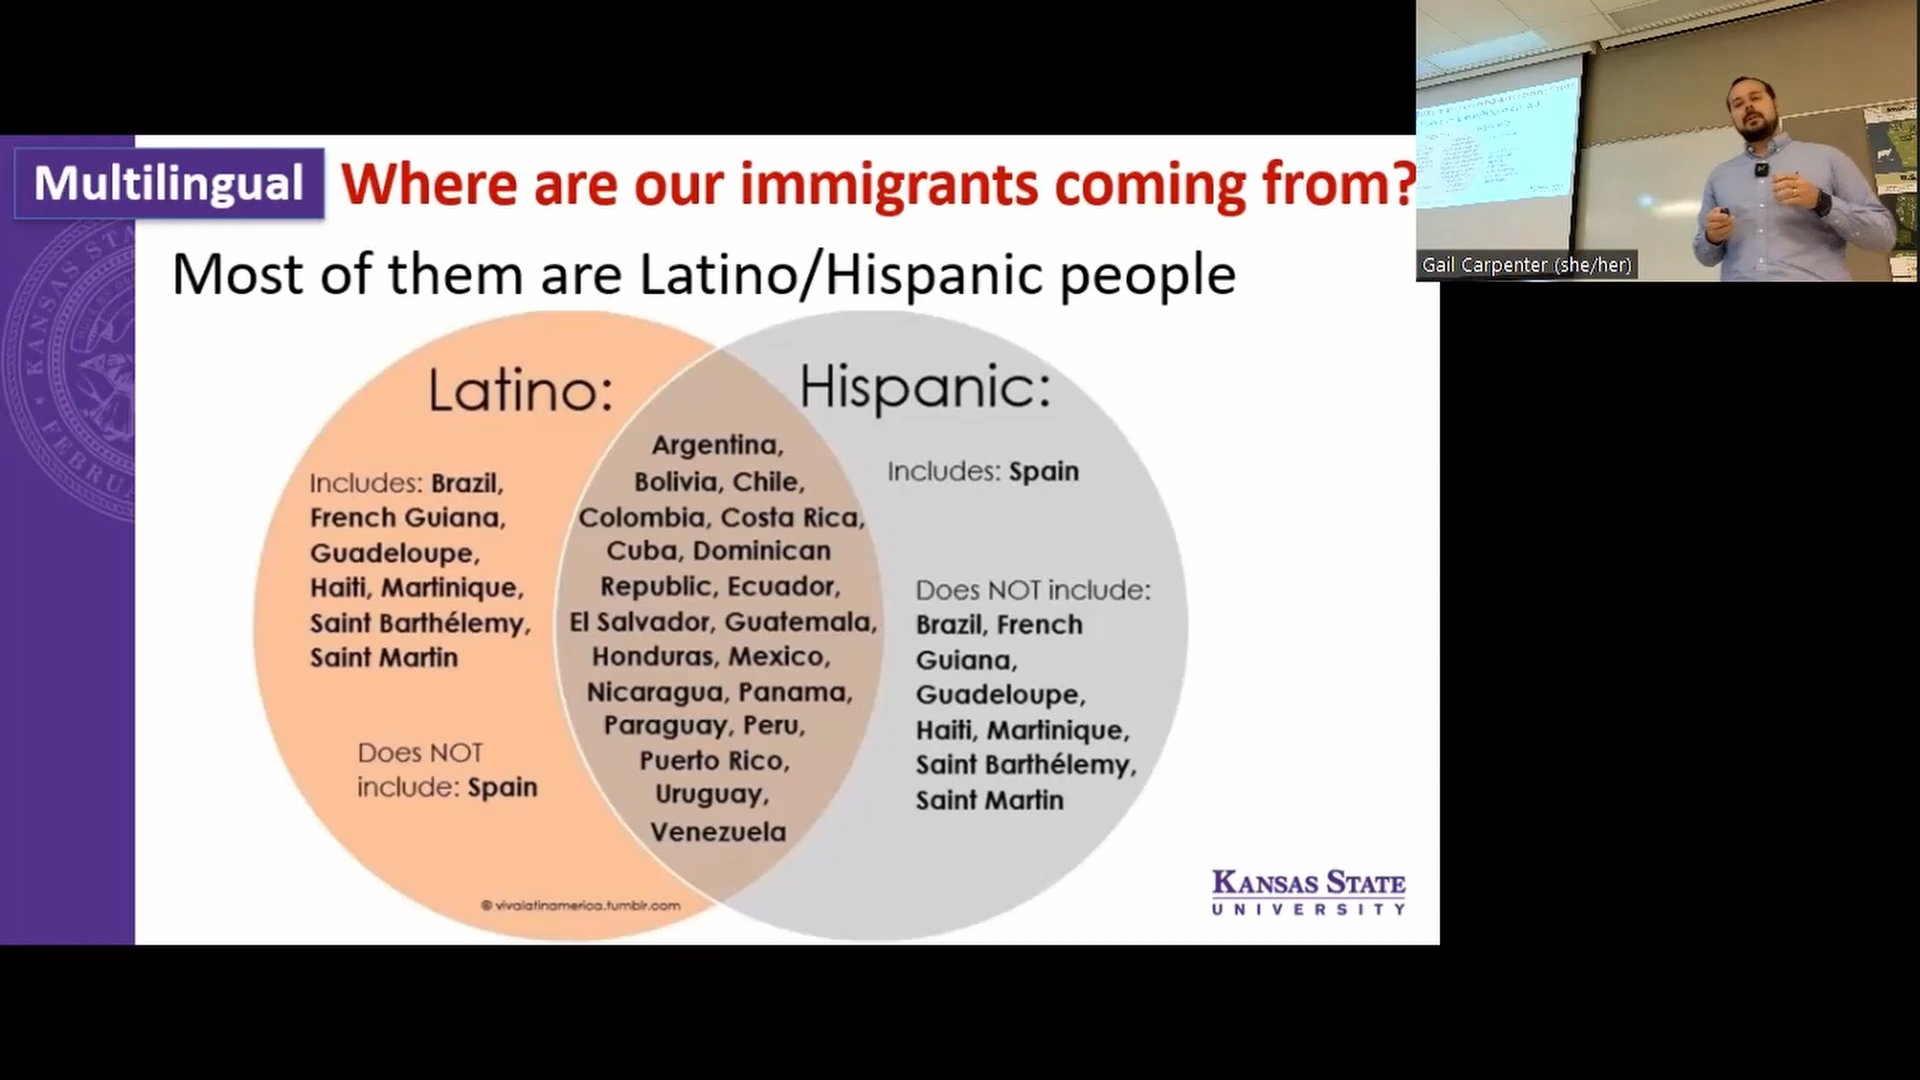 Multilingual
Where are our immigrants coming from?
Most of them are Latino/Hispanic people
Latino:
Includes: Brazil,
French Guiana,
Guadeloupe,
Haiti, Martinique,
Saint Barthélemy,
Saint Martin
Does NOT
include: Spain
Argentina,
Bolivia, Chile,
Colombia, Costa Rica,
Cuba, Dominican
Republic, Ecuador,
El Salvador, Guatemala,
Honduras, Mexico,
Nicaragua, Panama,
Paraguay, Peru,
Puerto Rico,
Uruguay,
Venezuela
Hispanic:
Includes: Spain
Does NOT include:
Brazil, French
Guiana,
Guadeloupe,
Haiti, Martinique,
Saint Barthélemy,
Saint Martin
© vivalatinamerica.tumblr.com
KANSAS STATE
UNIVERSITY
KANSAS STA
FEBRUA
Gail Carpenter (she/her)